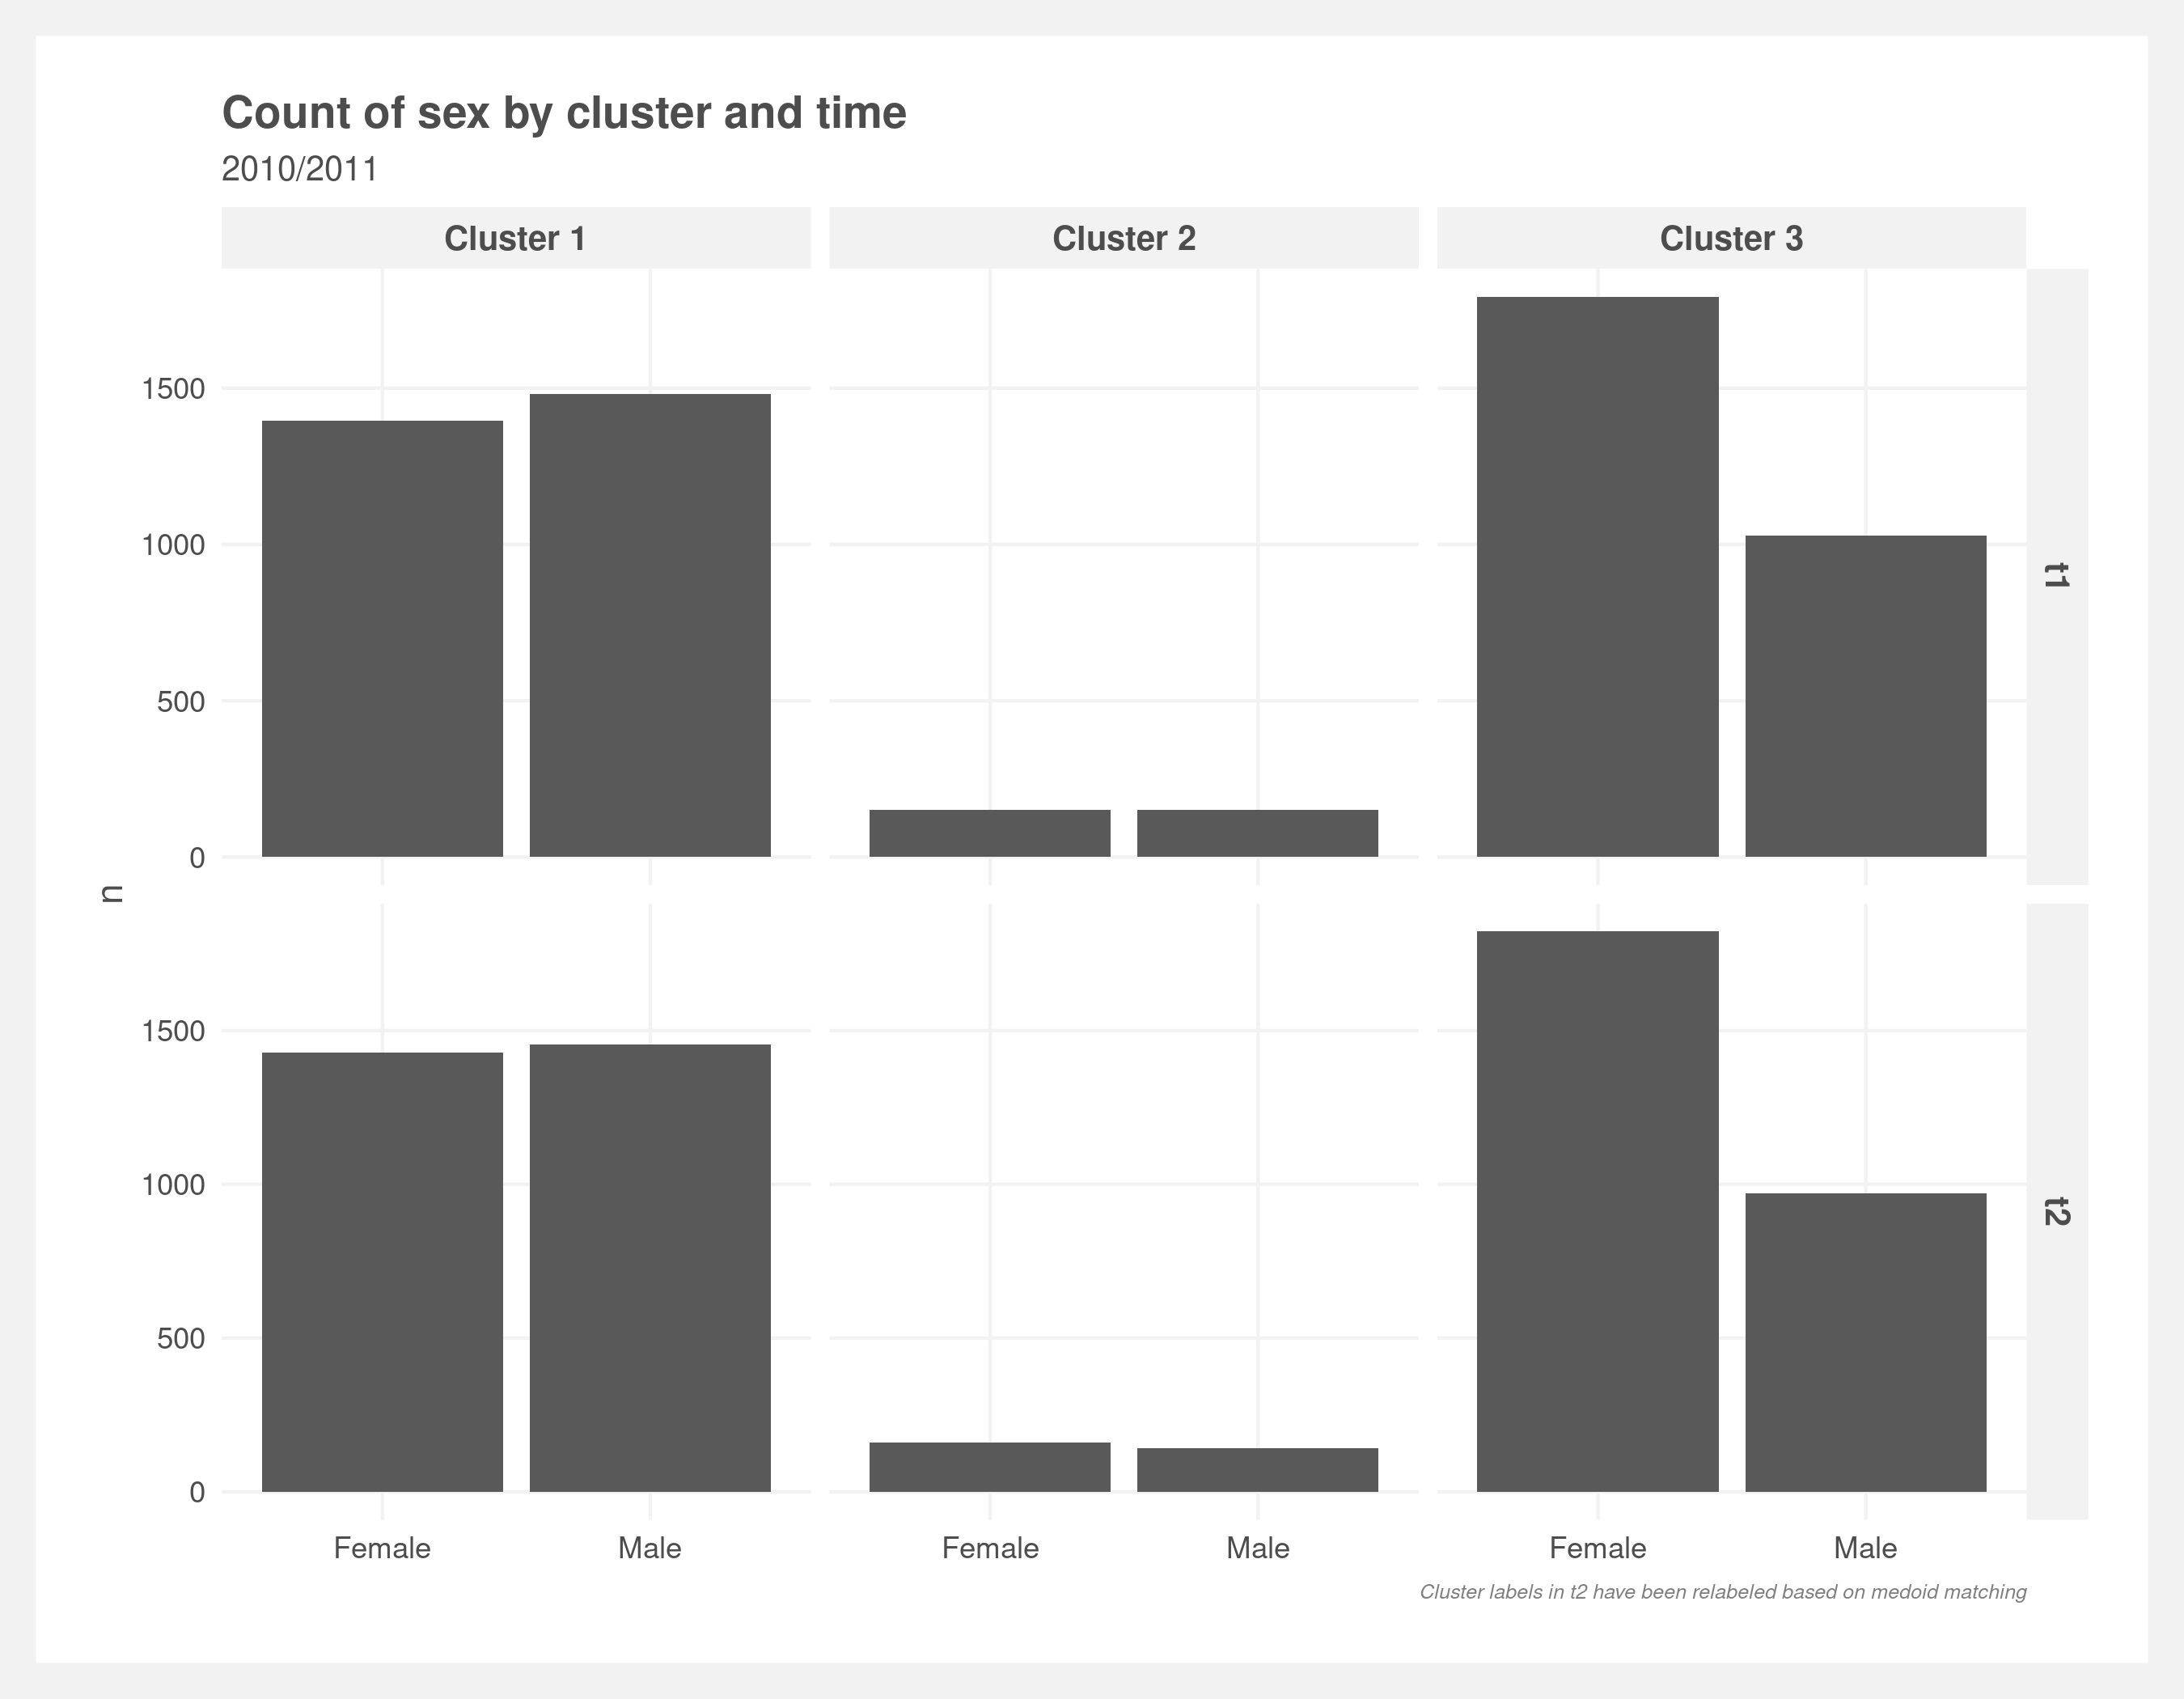 Count of sex by cluster and time
2010/2011
Cluster 1 Cluster 2 Cluster 3
1500
1000
500
0
t1
n
1500
1000
500
0
t2
Female Male Female Male Female Male
Cluster labels in t2 have been relabeled based on medoid matching